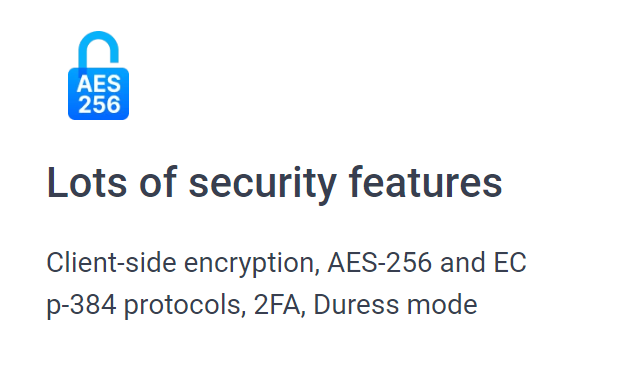 AES
256
Lots of security features
Client-side encryption, AES-256 and EC
p-384 protocols, 2FA, Duress mode